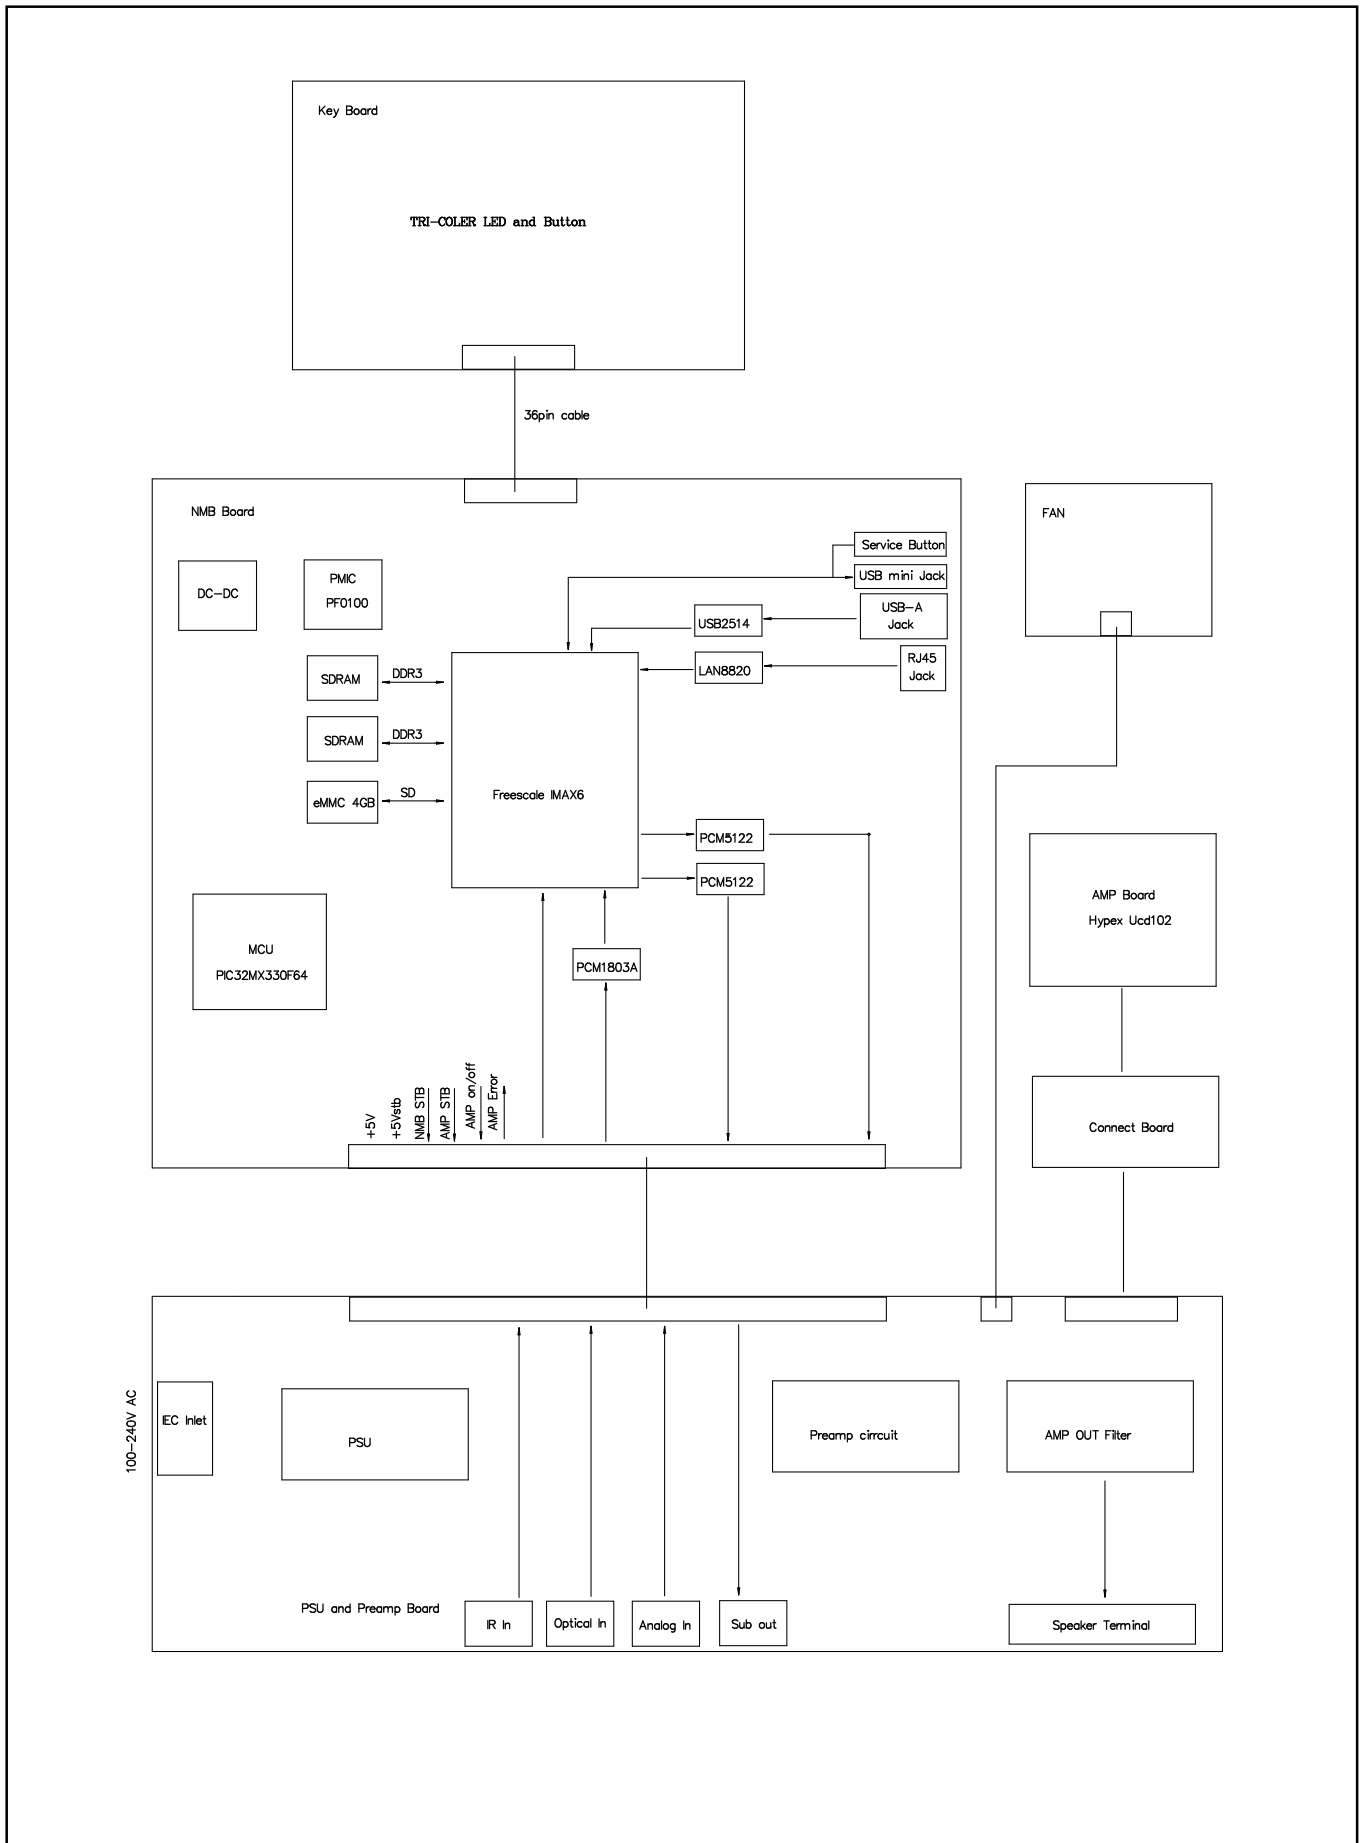 Key Board
TRI-COLER LED and Button
36pin cable
NMB Board
DC-DC
PMIC
PF0100
Service Button
USB mini Jack
USB-A
Jack
USB2514
RJ45
Jack
LAN8820
FAN
SDRAM
DDR3
SDRAM
DDR3
eMMC 4GB
SD
Freescale IMAX6
PCM5122
PCM5122
MCU
PIC32MX330F64
PCM1803A
AMP Board
Hypex Ucd102
+5V
+5Vstb
NMB STB
AMP STB
AMP on/off
AMP Error
Connect Board
100-240V AC
IEC Inlet
PSU
Preamp cirrcuit
AMP OUT Filter
PSU and Preamp Board
IR In
Optical In
Analog In
Sub out
Speaker Terminal